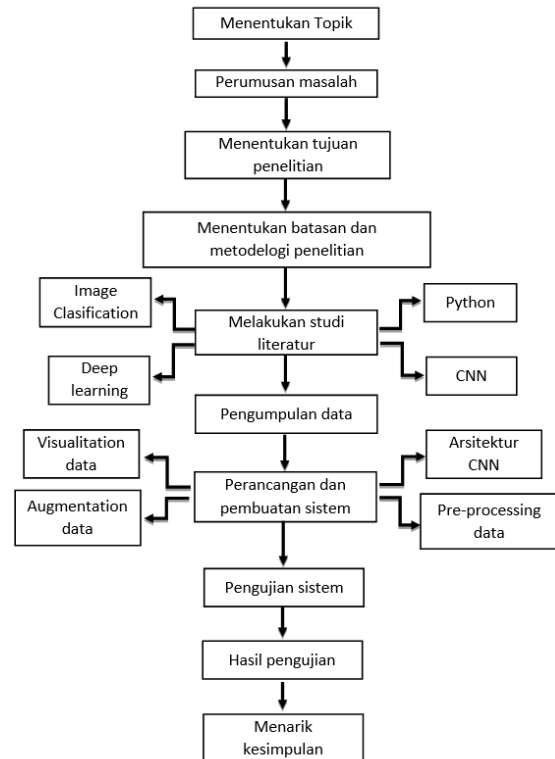 Menentukan Topik
Perumusan masalah
Menentukan tujuan
penelitian
Menentukan batasan dan
metodelogi penelitian
Image
Clasification
Melakukan studi
literatur
Python
Deep
learning
CNN
Pengumpulan data
Visualitation
data
Arsitektur
CNN
Perancangan dan
pembuatan sistem
Augmentation
data
Pre-processing
data
Pengujian sistem
Hasil pengujian
Menarik
kesimpulan